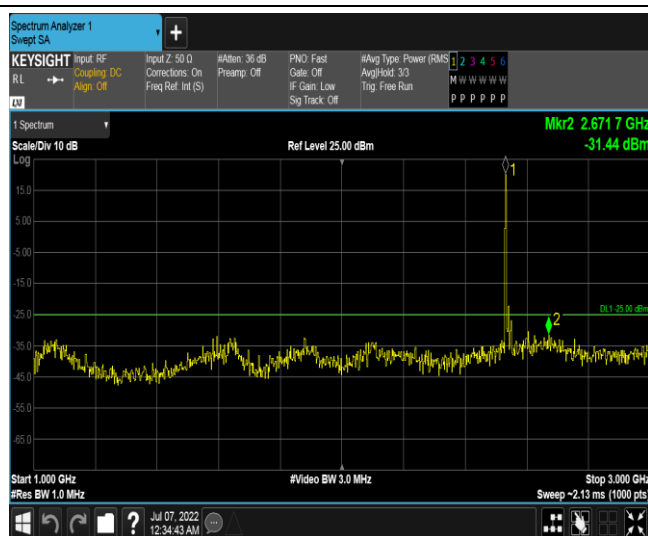 Spectrum Analyzer 1
Swept SA
+
KEYSIGHT Input: RF Input Z: 50 Ω #Atten: 36 dB PNO: Fast #Avg Type: Power (RMS 1 2 3 4 5 6
RL Coupling: DC Corrections: On Preamp: Off Gate: Off Avg|Hold: 3/3 M W W W W W
Align: Off Freq Ref: Int (S) IF Gain: Low Trig: Free Run
Sig Track: Off P P P P P P
LXI
1 Spectrum Mkr2 2.671 7 GHz
Scale/Div 10 dB Ref Level 25.00 dBm -31.44 dBm
Log
1
15.0
5.00
-5.00
-15.0
-25.0 DL1 -25.00 dBm
2
-35.0
-45.0
-55.0
-65.0
Start 1.000 GHz #Video BW 3.0 MHz Stop 3.000 GHz
#Res BW 1.0 MHz Sweep ~2.13 ms (1000 pts)
? Jul 07, 2022
12:34:43 AM